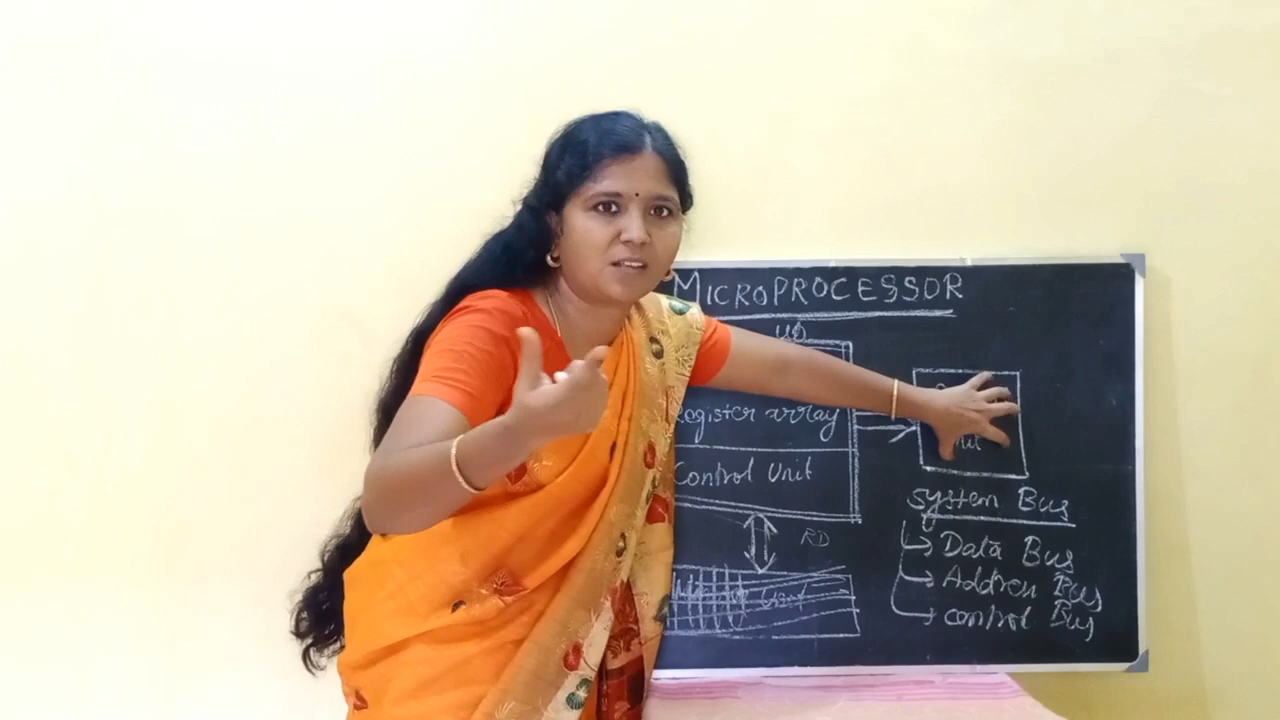 MICROPROCESSOR
Register array
Control Unit
RD
System Bus
Data Bus
Address Bus
control Bus